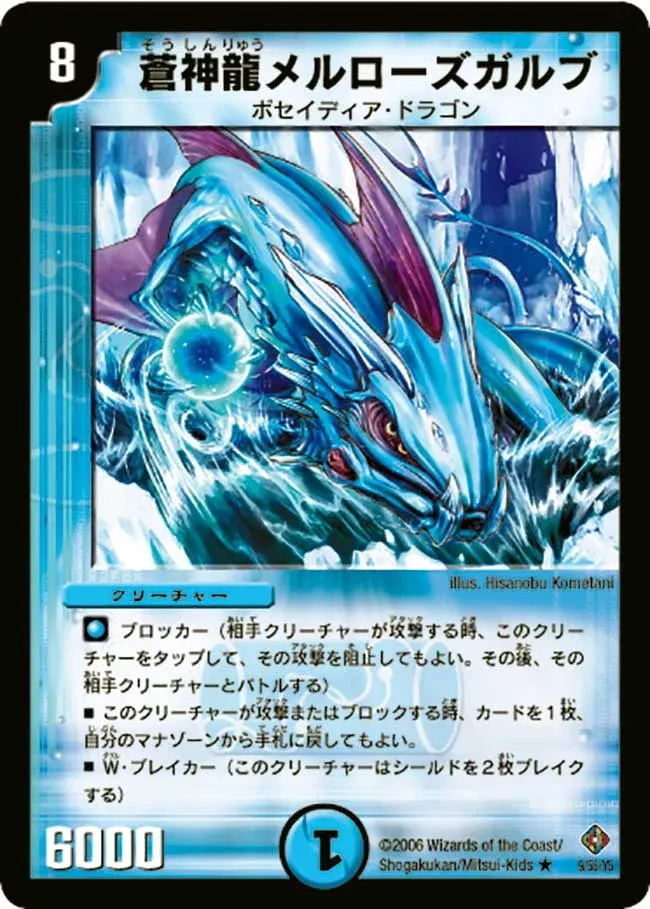 8
そうしんりゅう
蒼神龍メルローズガルブ
ポセイディア・ドラゴン
illus. Hisanobu Kometani
クリーチャー
ブロッカー（相手クリーチャーが攻撃する時、このクリー
チャーをタップして、その攻撃を阻止してもよい。その後、その
相手クリーチャーとバトルする）
■ このクリーチャーが攻撃またはブロックする時、カードを１枚、
自分のマナゾーンから手札に戻してもよい。
■ W・ブレイカー（このクリーチャーはシールドを２枚ブレイク
する）
6000
1
©2006 Wizards of the Coast/
Shogakukan/Mitsui-Kids ★
9/55/Y5